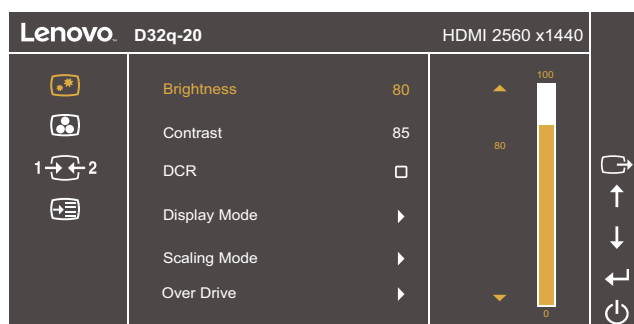 Lenovo. D32q-20 HDMI 2560 x1440
100
Brightness 80
Contrast 85
80
1 2
DCR
Display Mode
Scaling Mode
Over Drive
0